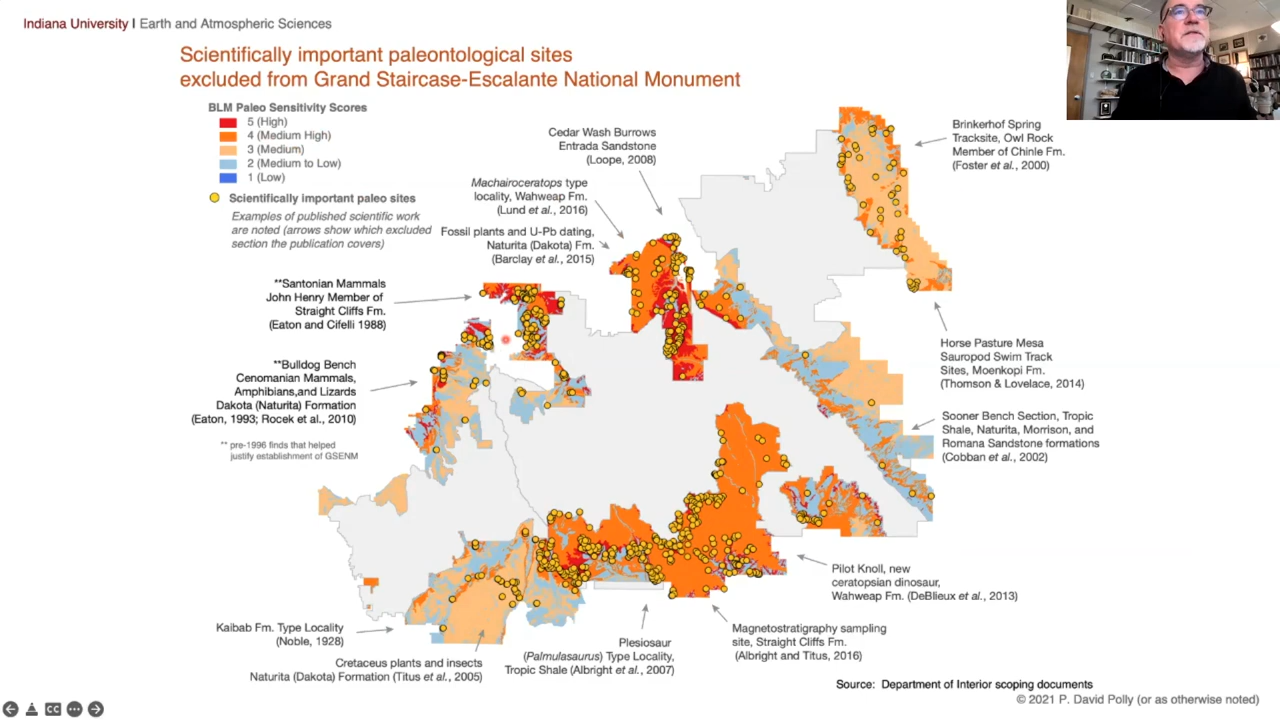 Indiana University I Earth and Atmospheric Sciences
Scientifically important paleontological sites
excluded from Grand Staircase-Escalante National Monument
BLM Paleo Sensitivity Scores
5 (High)
4 (Medium High)
3 (Medium)
2 (Medium to Low)
1 (Low)
Scientifically important paleo sites
Examples of published scientific work
are noted (arrows show which excluded
section the publication covers)
Cedar Wash Burrows
Entrada Sandstone
(Loope, 2008)
Machairoceratops type
locality, Wahweap Fm.
(Lund et al., 2016)
Fossil plants and U-Pb dating,
Naturita (Dakota) Fm.
(Barclay et al., 2015)
**Santonian Mammals
John Henry Member of
Straight Cliffs Fm.
(Eaton and Cifelli 1988)
**Bulldog Bench
Cenomanian Mammals,
Amphibians,and Lizards
Dakota (Naturita) Formation
(Eaton, 1993; Rocek et al., 2010)
** pre-1996 finds that helped
justify establishment of GSENM
Brinkerhof Spring
Tracksite, Owl Rock
Member of Chinle Fm.
(Foster et al., 2000)
Horse Pasture Mesa
Sauropod Swim Track
Sites, Moenkopi Fm.
(Thomson & Lovelace, 2014)
Sooner Bench Section, Tropic
Shale, Naturita, Morrison, and
Romana Sandstone formations
(Cobban et al., 2002)
Pilot Knoll, new
ceratopsian dinosaur,
Wahweap Fm. (DeBlieux et al., 2013)
Kaibab Fm. Type Locality
(Noble, 1928)
Cretaceus plants and insects
Naturita (Dakota) Formation (Titus et al., 2005)
Plesiosaur
(Palmulasaurus) Type Locality,
Tropic Shale (Albright et al., 2007)
Magnetostratigraphy sampling
site, Straight Cliffs Fm.
(Albright and Titus, 2016)
Source: Department of Interior scoping documents
© 2021 P. David Polly (or as otherwise noted)
CC